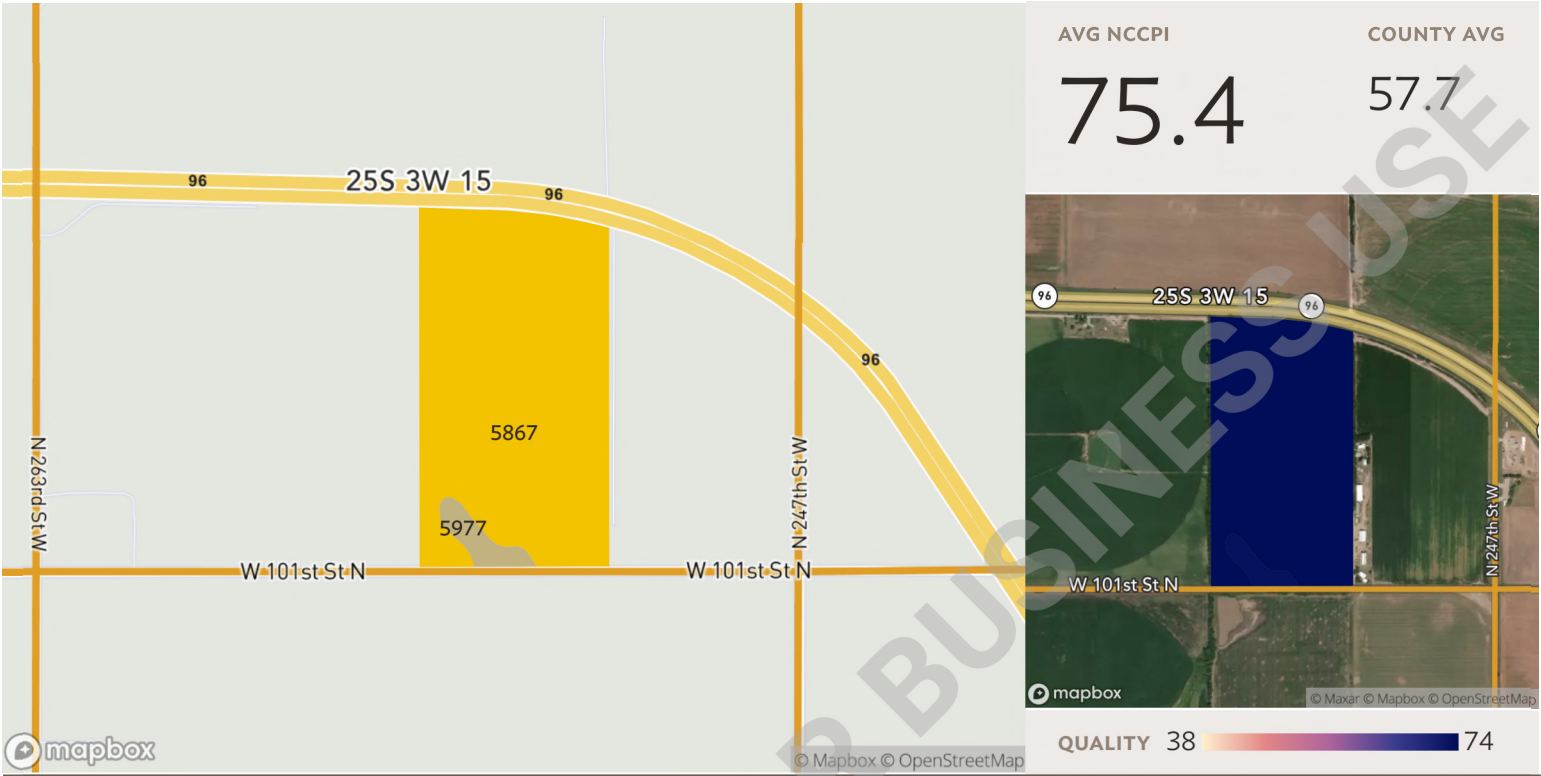 25S 3W 15
96
96
96
5867
5977
N 263rd St W
N 247th St W
W 101st St N
W 101st St N
mapbox
© Mapbox © OpenStreetMap
AVG NCCPI
COUNTY AVG
75.4
57.7
96
25S 3W 15
96
N 247th St W
W 101st St N
mapbox
© Maxar © Mapbox © OpenStreetMap
QUALITY 38 74
R BUSINESS USE